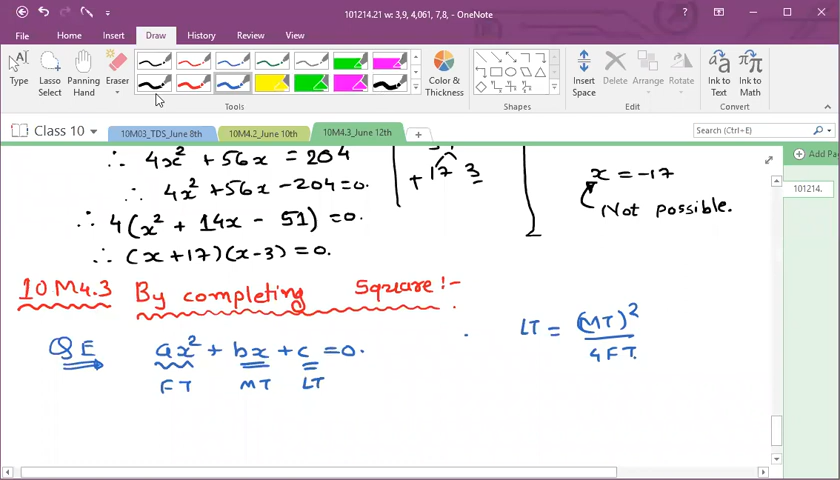 101214.21 w: 3,9, 4,061, 7,8, - OneNote
File Home Insert Draw History Review View
Type
Lasso Select
Panning Hand
Eraser
Color & Thickness
Insert Space
Delete
Arrange
Rotate
Ink to Text
Ink to Math
Tools Shapes Edit Convert
Class 10 10M03_TDS_June 8th 10M4.2_June 10th 10M4.3_June 12th + Search (Ctrl+E)
Add Pa
101214.
∴ 4x² + 56x = 204
∴ 4x² + 56x - 204 = 0.
∴ 4(x² + 14x - 51) = 0.
∴ (x + 17)(x - 3) = 0.
+ 17 3
x = -17
Not possible.
10M4.3 By completing Square :-
QE ax² + bx + c = 0.
FT MT LT
LT = (MT)²
4FT.